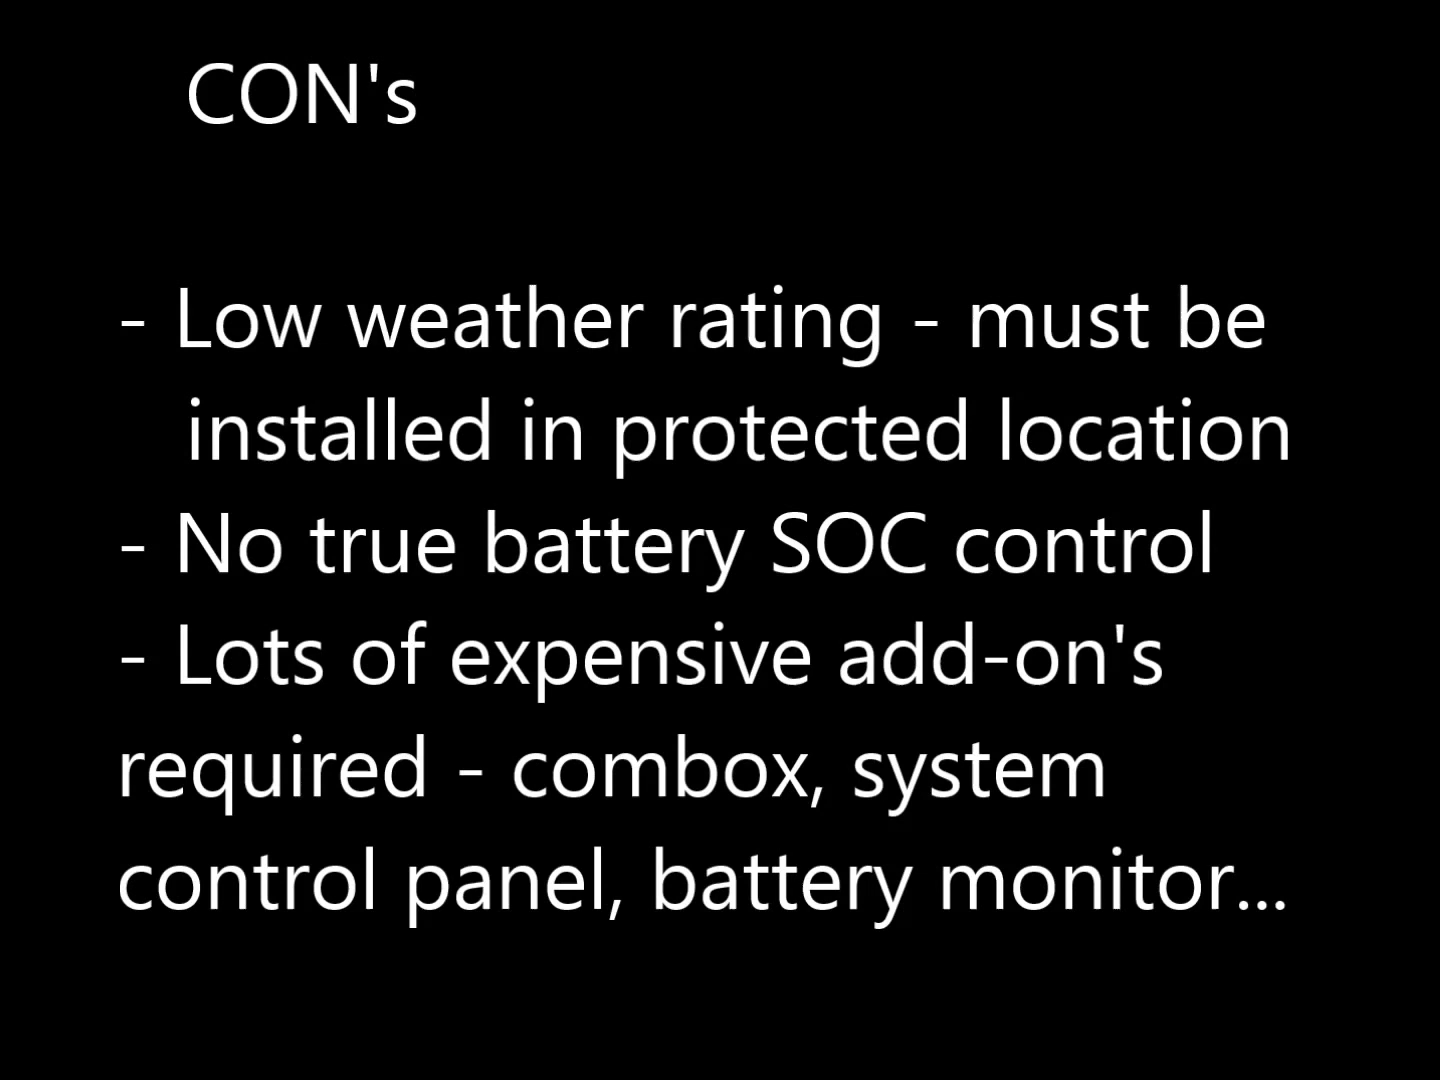 CON's
- Low weather rating - must be
installed in protected location
- No true battery SOC control
- Lots of expensive add-on's
required - combox, system
control panel, battery monitor...